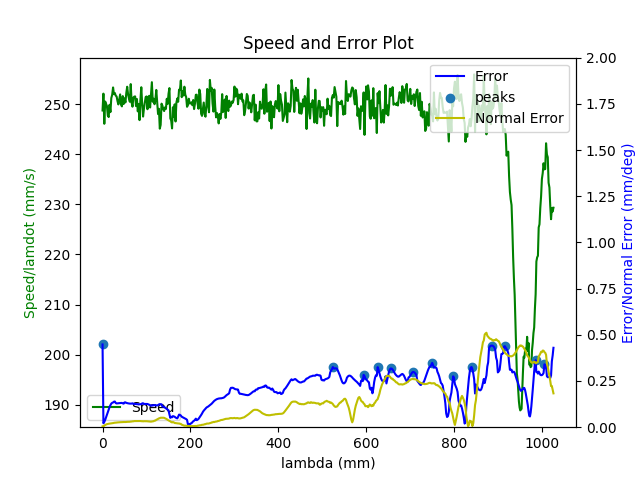 Speed and Error Plot
Error
peaks
Normal Error
Speed
Speed/lamdot (mm/s)
250
240
230
220
210
200
190
0
200
400
600
800
1000
lambda (mm)
2.00
1.75
1.50
1.25
1.00
0.75
0.50
0.25
0.00
Error/Normal Error (mm/deg)